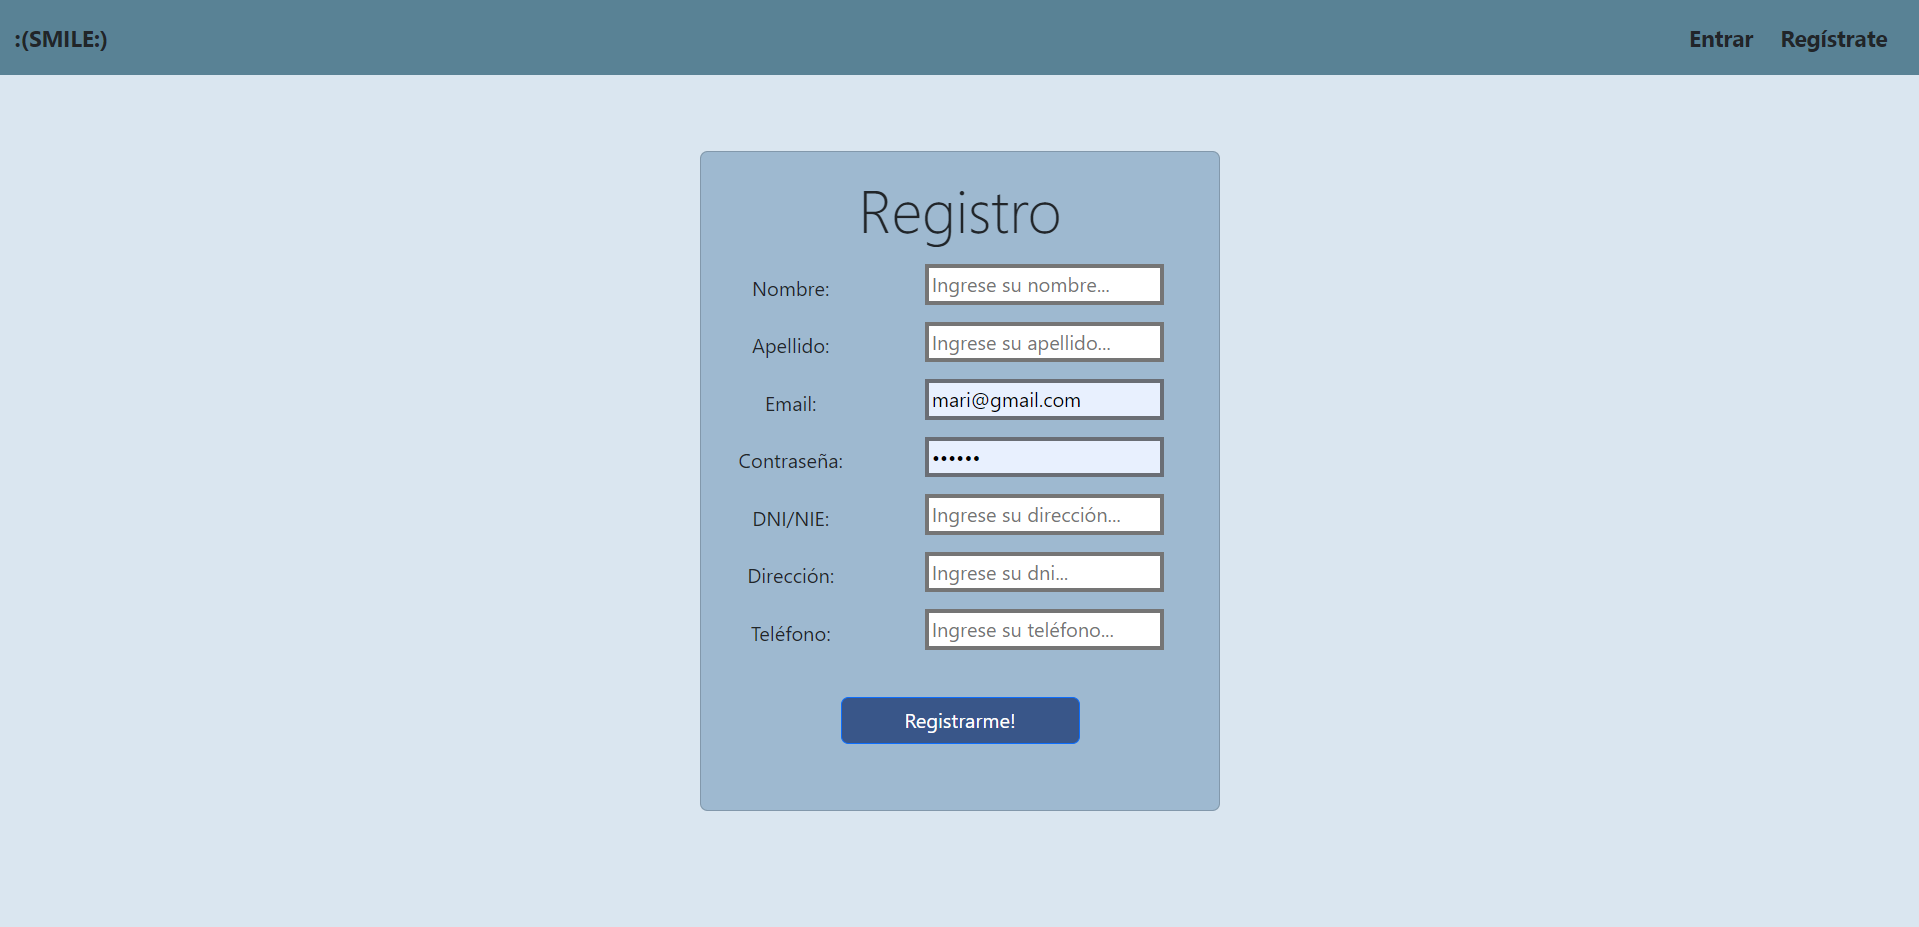 :(SMILE:) Entrar Regístrate
Registro
Nombre: Ingrese su nombre...
Apellido: Ingrese su apellido...
Email: mari@gmail.com
Contraseña: ••••••
DNI/NIE: Ingrese su dirección...
Dirección: Ingrese su dni...
Teléfono: Ingrese su teléfono...
Registrarme!